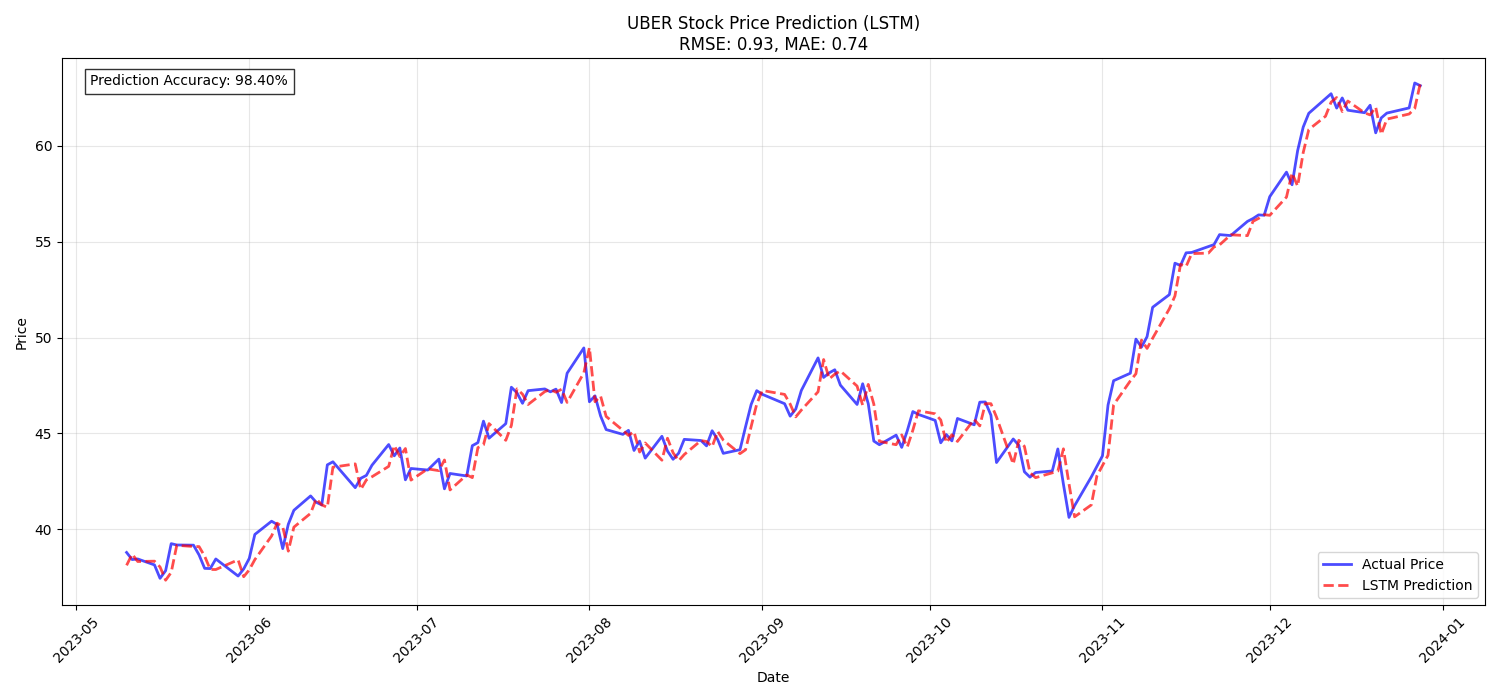 UBER Stock Price Prediction (LSTM)
RMSE: 0.93, MAE: 0.74
Prediction Accuracy: 98.40%
Price
60
55
50
45
40
Actual Price
LSTM Prediction
2023-05
2023-06
2023-07
2023-08
2023-09
2023-10
2023-11
2023-12
2024-01
Date